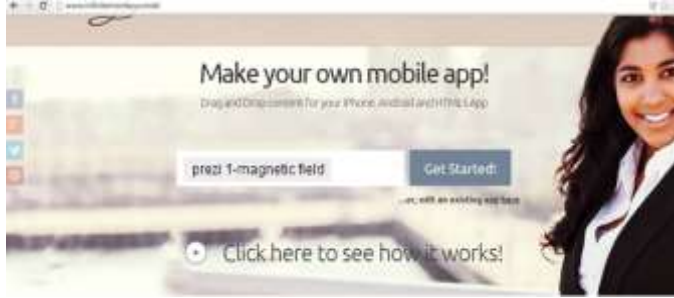 Make your own mobile app!
Drag and Drop content for your iPhone, Android and HTML5 App
prezi 1-magnetic field
Get Started!
...or, edit an existing app here
Click here to see how it works!